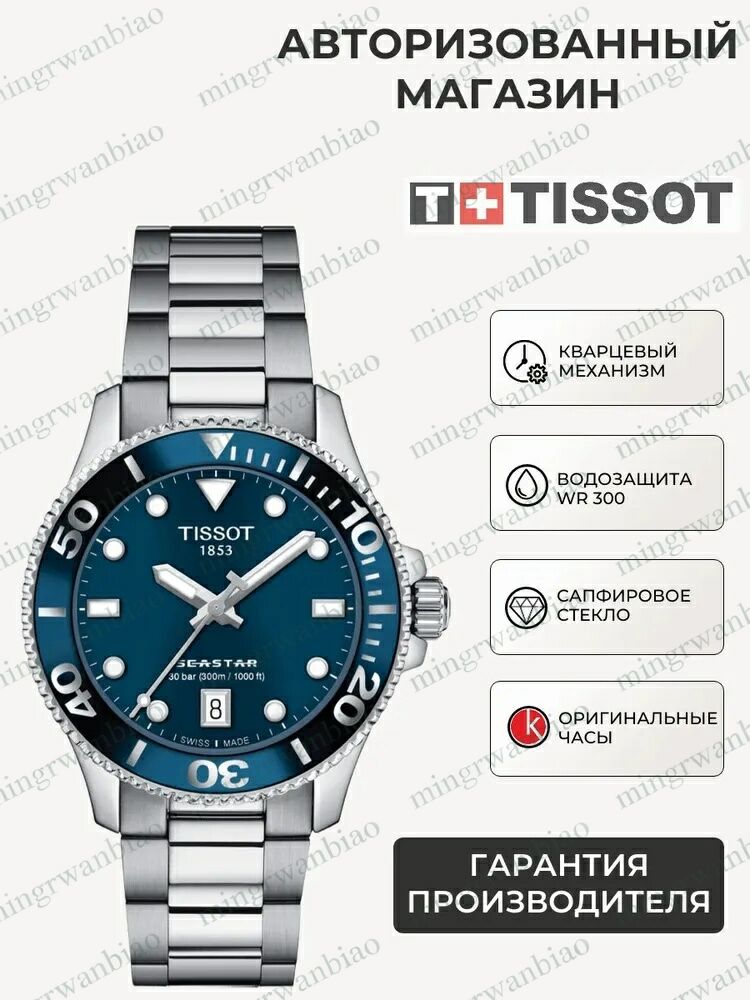 АВТОРИЗОВАННЫЙ
МАГАЗИН
T+TISSOT
КВАРЦЕВЫЙ
МЕХАНИЗМ
ВОДОЗАЩИТА
WR 300
САПФИРОВОЕ
СТЕКЛО
k
ОРИГИНАЛЬНЫЕ
ЧАСЫ
ГАРАНТИЯ
ПРОИЗВОДИТЕЛЯ
10
20
30
40
50
TISSOT
1853
SEASTAR
30 bar (300m / 1000 ft)
8
SWISS MADE
mingrwanbiao